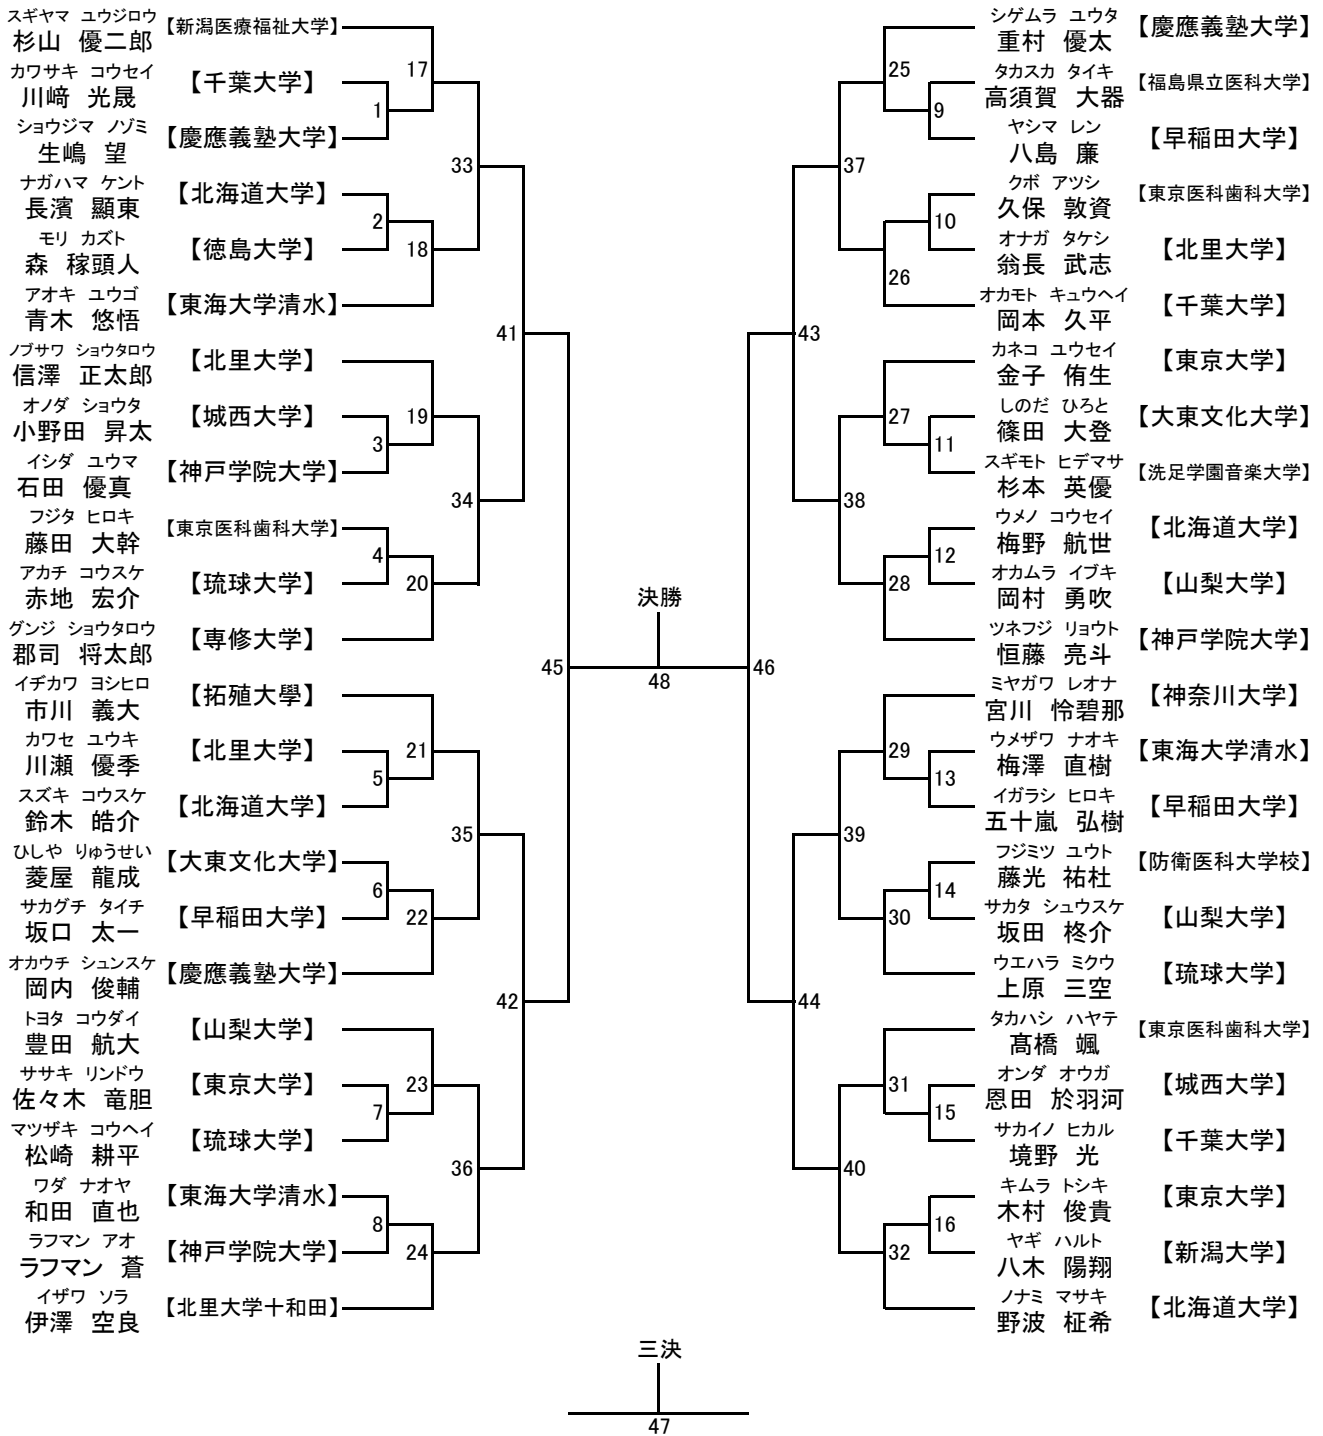 スギヤマ ユウジロウ
杉山 優二郎 【新潟医療福祉大学】
カワサキ コウセイ
川﨑 光晟 【千葉大学】
ショウジマ ノゾミ
生嶋 望 【慶應義塾大学】
ナガハマ ケント
長濱 顯東 【北海道大学】
モリ カズト
森 稼頭人 【徳島大学】
アオキ ユウゴ
青木 悠悟 【東海大学清水】
ノブサワ ショウタロウ
信澤 正太郎 【北里大学】
オノダ ショウタ
小野田 昇太 【城西大学】
イシダ ユウマ
石田 優真 【神戸学院大学】
フジタ ヒロキ
藤田 大幹 【東京医科歯科大学】
アカチ コウスケ
赤地 宏介 【琉球大学】
グンジ ショウタロウ
郡司 将太郎 【専修大学】
イヂカワ ヨシヒロ
市川 義大 【拓殖大學】
カワセ ユウキ
川瀬 優季 【北里大学】
スズキ コウスケ
鈴木 皓介 【北海道大学】
ひしや りゅうせい
菱屋 龍成 【大東文化大学】
サカグチ タイチ
坂口 太一 【早稲田大学】
オカウチ シュンスケ
岡内 俊輔 【慶應義塾大学】
トヨタ コウダイ
豊田 航大 【山梨大学】
ササキ リンドウ
佐々木 竜胆 【東京大学】
マツザキ コウヘイ
松崎 耕平 【琉球大学】
ワダ ナオヤ
和田 直也 【東海大学清水】
ラフマン アオ
ラフマン 蒼 【神戸学院大学】
イザワ ソラ
伊澤 空良 【北里大学十和田】
1
2
3
4
5
6
7
8
17
18
19
20
21
22
23
24
33
34
35
36
41
42
45
決勝
48
46
43
44
37
38
39
40
25
26
27
28
29
30
31
32
9
10
11
12
13
14
15
16
シゲムラ ユウタ
重村 優太 【慶應義塾大学】
タカスカ タイキ
高須賀 大器 【福島県立医科大学】
ヤシマ レン
八島 廉 【早稲田大学】
クボ アツシ
久保 敦資 【東京医科歯科大学】
オナガ タケシ
翁長 武志 【北里大学】
オカモト キュウヘイ
岡本 久平 【千葉大学】
カネコ ユウセイ
金子 侑生 【東京大学】
しのだ ひろと
篠田 大登 【大東文化大学】
スギモト ヒデマサ
杉本 英優 【洗足学園音楽大学】
ウメノ コウセイ
梅野 航世 【北海道大学】
オカムラ イブキ
岡村 勇吹 【山梨大学】
ツネフジ リョウト
恒藤 亮斗 【神戸学院大学】
ミヤガワ レオナ
宮川 怜碧那 【神奈川大学】
ウメザワ ナオキ
梅澤 直樹 【東海大学清水】
イガラシ ヒロキ
五十嵐 弘樹 【早稲田大学】
フジミツ ユウト
藤光 祐杜 【防衛医科大学校】
サカタ シュウスケ
坂田 柊介 【山梨大学】
ウエハラ ミクウ
上原 三空 【琉球大学】
タカハシ ハヤテ
髙橋 颯 【東京医科歯科大学】
オンダ オウガ
恩田 於羽河 【城西大学】
サカイノ ヒカル
境野 光 【千葉大学】
キムラ トシキ
木村 俊貴 【東京大学】
ヤギ ハルト
八木 陽翔 【新潟大学】
ノナミ マサキ
野波 柾希 【北海道大学】
三決
47